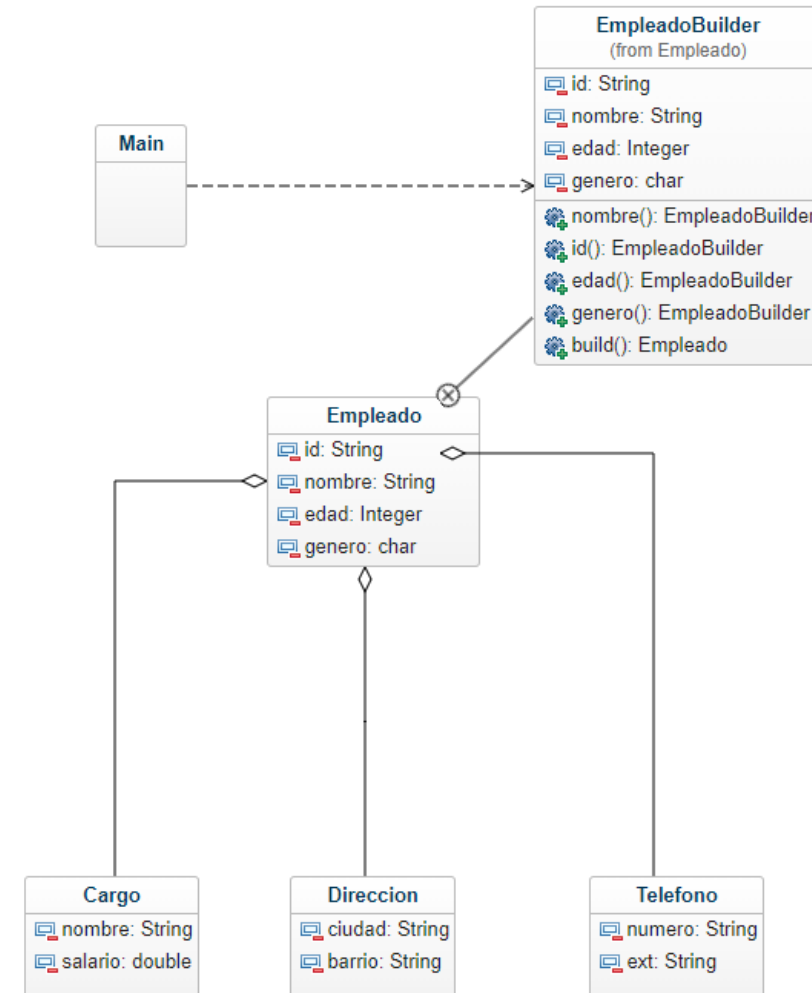 EmpleadoBuilder
(from Empleado)
id: String
nombre: String
edad: Integer
genero: char
nombre(): EmpleadoBuilder
id(): EmpleadoBuilder
edad(): EmpleadoBuilder
genero(): EmpleadoBuilder
build(): Empleado
Main
Empleado
id: String
nombre: String
edad: Integer
genero: char
Cargo
nombre: String
salario: double
Direccion
ciudad: String
barrio: String
Telefono
numero: String
ext: String